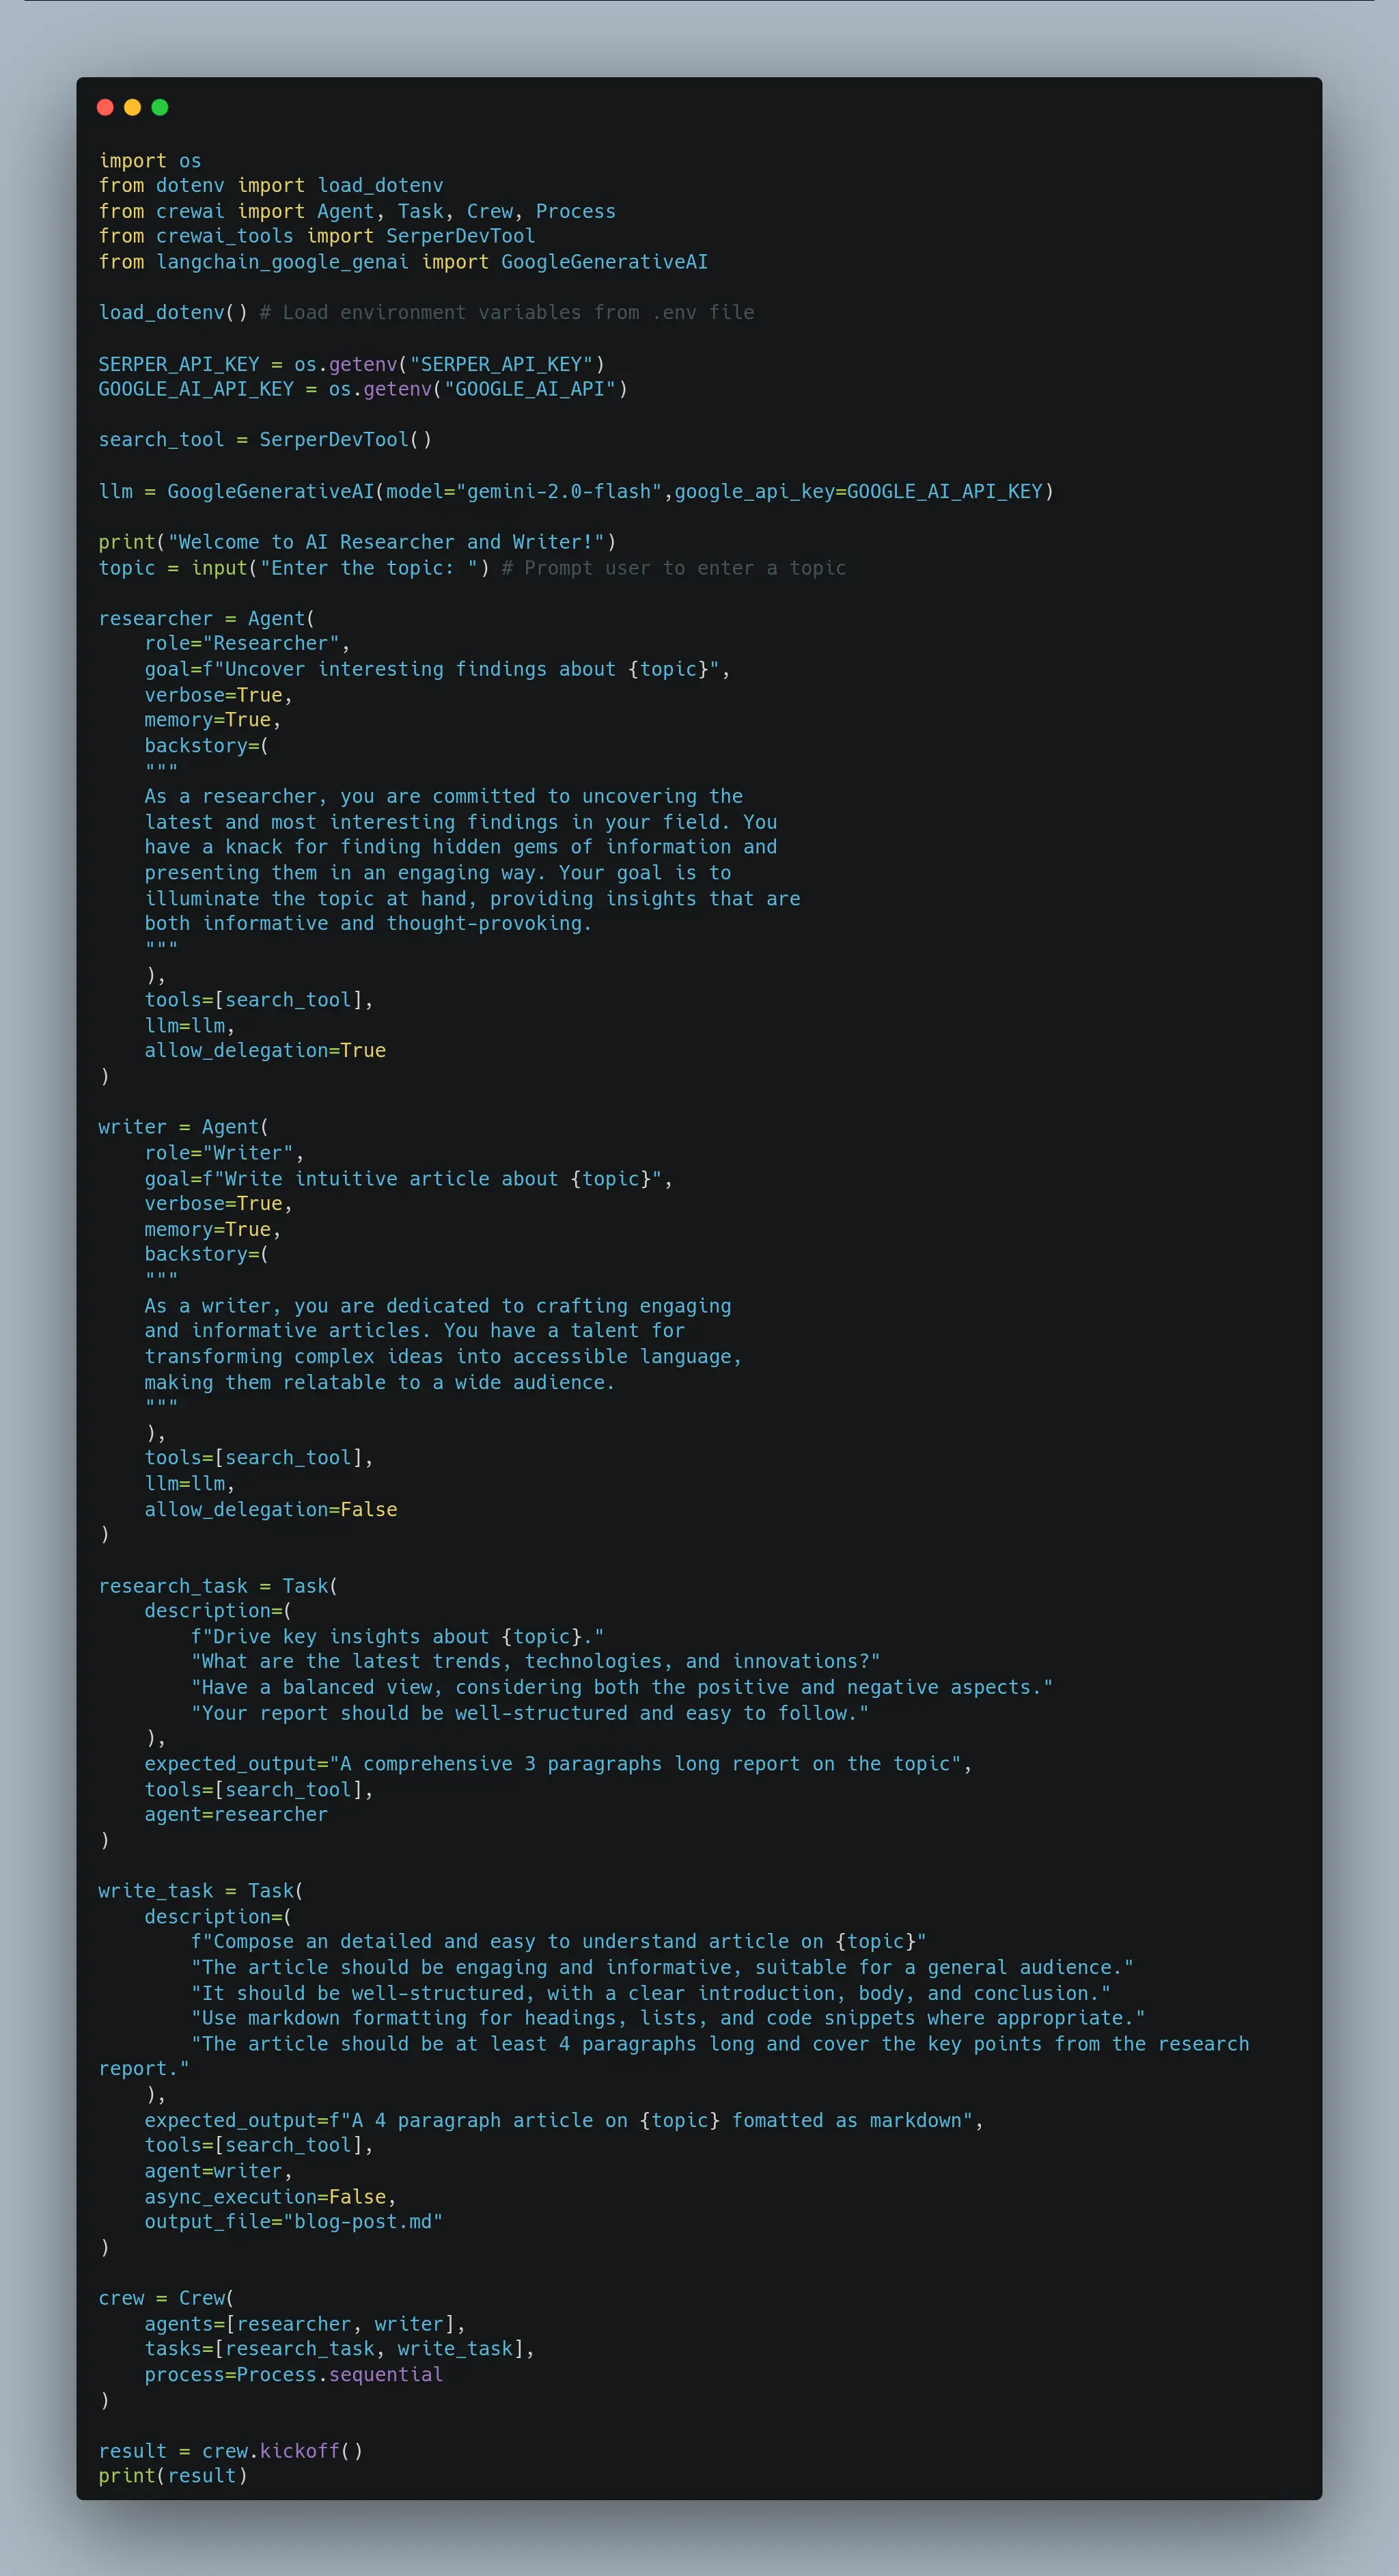 import os
from dotenv import load_dotenv
from crewai import Agent, Task, Crew, Process
from crewai_tools import SerperDevTool
from langchain_google_genai import GoogleGenerativeAI

load_dotenv() # Load environment variables from .env file

SERPER_API_KEY = os.getenv("SERPER_API_KEY")
GOOGLE_AI_API_KEY = os.getenv("GOOGLE_AI_API")

search_tool = SerperDevTool()

llm = GoogleGenerativeAI(model="gemini-2.0-flash",google_api_key=GOOGLE_AI_API_KEY)

print("Welcome to AI Researcher and Writer!")
topic = input("Enter the topic: ") # Prompt user to enter a topic

researcher = Agent(
    role="Researcher",
    goal=f"Uncover interesting findings about {topic}",
    verbose=True,
    memory=True,
    backstory=(
    """
    As a researcher, you are committed to uncovering the
    latest and most interesting findings in your field. You
    have a knack for finding hidden gems of information and
    presenting them in an engaging way. Your goal is to
    illuminate the topic at hand, providing insights that are
    both informative and thought-provoking.
    """
    ),
    tools=[search_tool],
    llm=llm,
    allow_delegation=True
)

writer = Agent(
    role="Writer",
    goal=f"Write intuitive article about {topic}",
    verbose=True,
    memory=True,
    backstory=(
    """
    As a writer, you are dedicated to crafting engaging
    and informative articles. You have a talent for
    transforming complex ideas into accessible language,
    making them relatable to a wide audience.
    """
    ),
    tools=[search_tool],
    llm=llm,
    allow_delegation=False
)

research_task = Task(
    description=(
        f"Drive key insights about {topic}."
        "What are the latest trends, technologies, and innovations?"
        "Have a balanced view, considering both the positive and negative aspects."
        "Your report should be well-structured and easy to follow."
    ),
    expected_output="A comprehensive 3 paragraphs long report on the topic",
    tools=[search_tool],
    agent=researcher
)

write_task = Task(
    description=(
        f"Compose an detailed and easy to understand article on {topic}"
        "The article should be engaging and informative, suitable for a general audience."
        "It should be well-structured, with a clear introduction, body, and conclusion."
        "Use markdown formatting for headings, lists, and code snippets where appropriate."
        "The article should be at least 4 paragraphs long and cover the key points from the research
report."
    ),
    expected_output=f"A 4 paragraph article on {topic} fomatted as markdown",
    tools=[search_tool],
    agent=writer,
    async_execution=False,
    output_file="blog-post.md"
)

crew = Crew(
    agents=[researcher, writer],
    tasks=[research_task, write_task],
    process=Process.sequential
)

result = crew.kickoff()
print(result)